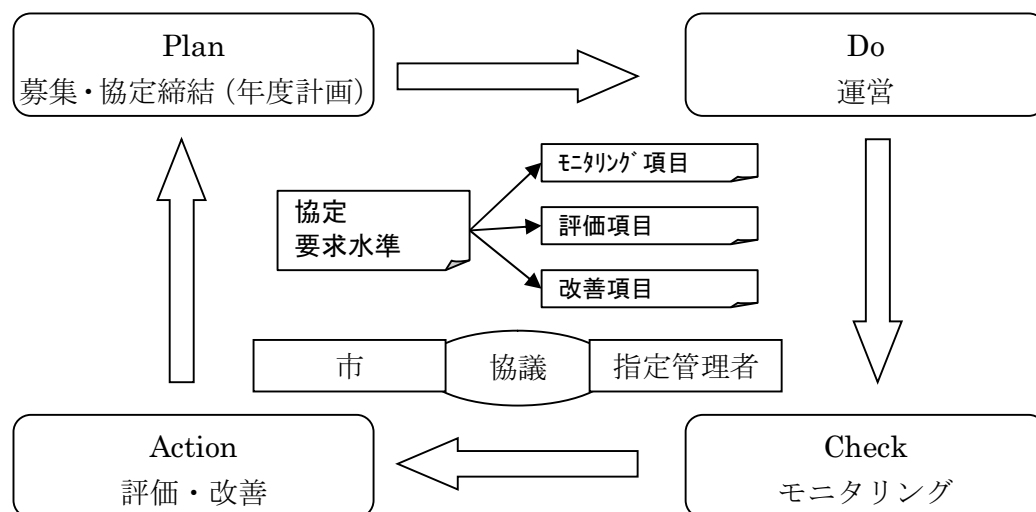 Plan
募集・協定締結（年度計画）
Do
運営
協定
要求水準
ﾓﾆﾀﾘﾝｸﾞ項目
評価項目
改善項目
市
協議
指定管理者
Action
評価・改善
Check
モニタリング